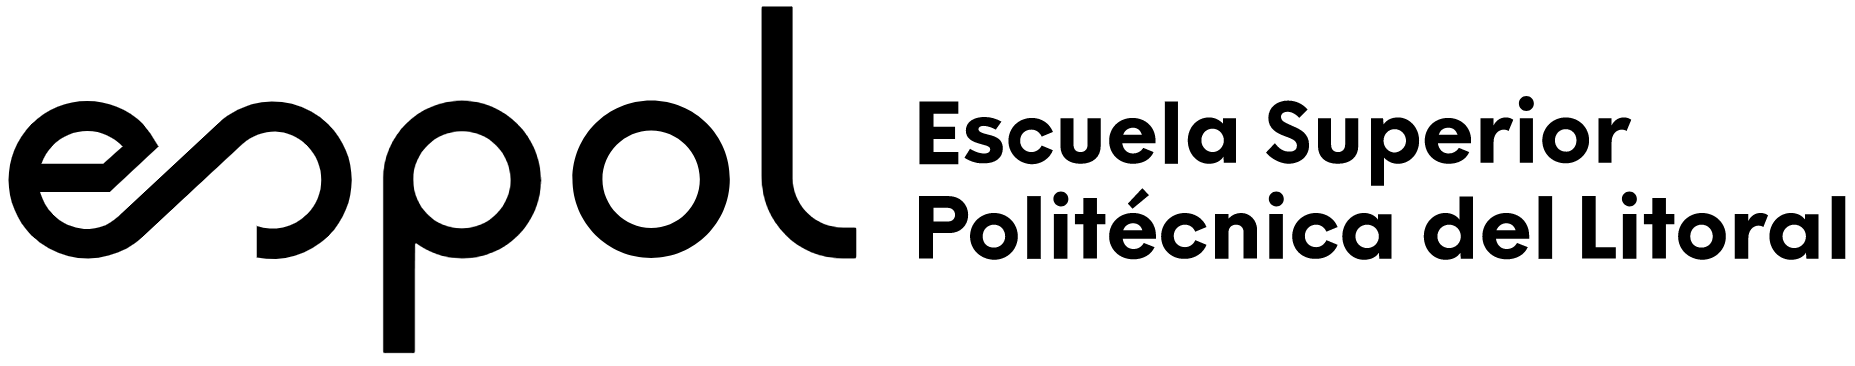 espol
Escuela Superior
Politécnica del Litoral